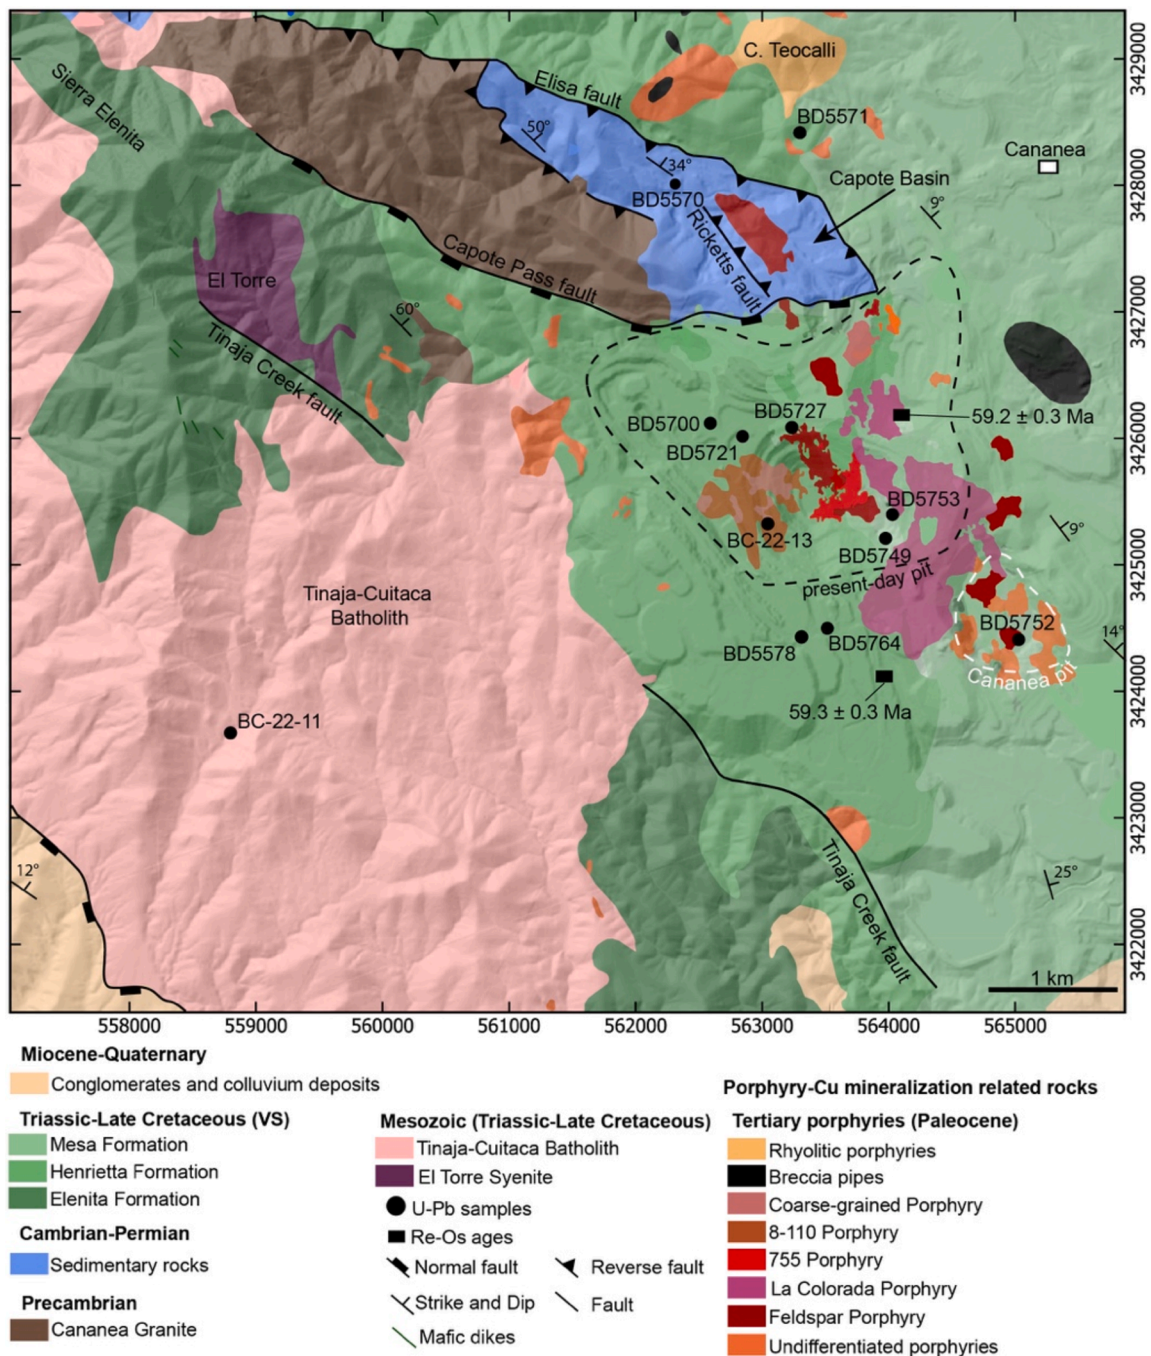 C. Teocalli
Elisa fault
Sierra Elenita
BD5571
Cananea
50°
34°
Capote Basin
BD5570
9°
Ricketts fault
Capote Pass fault
El Torre
60°
Tinaja Creek fault
BD5700
BD5727
59.2 ± 0.3 Ma
BD5721
BD5753
9°
BC-22-13
BD5749
present-day pit
Tinaja-Cuitaca
Batholith
BD5752
14°
BD5578
BD5764
Cananea pit
59.3 ± 0.3 Ma
BC-22-11
12°
Tinaja Creek fault
25°
1 km
3429000
3428000
3427000
3426000
3425000
3424000
3423000
3422000
558000 559000 560000 561000 562000 563000 564000 565000
Miocene-Quaternary
Conglomerates and colluvium deposits
Triassic-Late Cretaceous (VS)
Mesa Formation
Henrietta Formation
Elenita Formation
Cambrian-Permian
Sedimentary rocks
Precambrian
Cananea Granite
Mesozoic (Triassic-Late Cretaceous)
Tinaja-Cuitaca Batholith
El Torre Syenite
U-Pb samples
Re-Os ages
Normal fault
Reverse fault
Strike and Dip
Fault
Mafic dikes
Porphyry-Cu mineralization related rocks
Tertiary porphyries (Paleocene)
Rhyolitic porphyries
Breccia pipes
Coarse-grained Porphyry
8-110 Porphyry
755 Porphyry
La Colorada Porphyry
Feldspar Porphyry
Undifferentiated porphyries